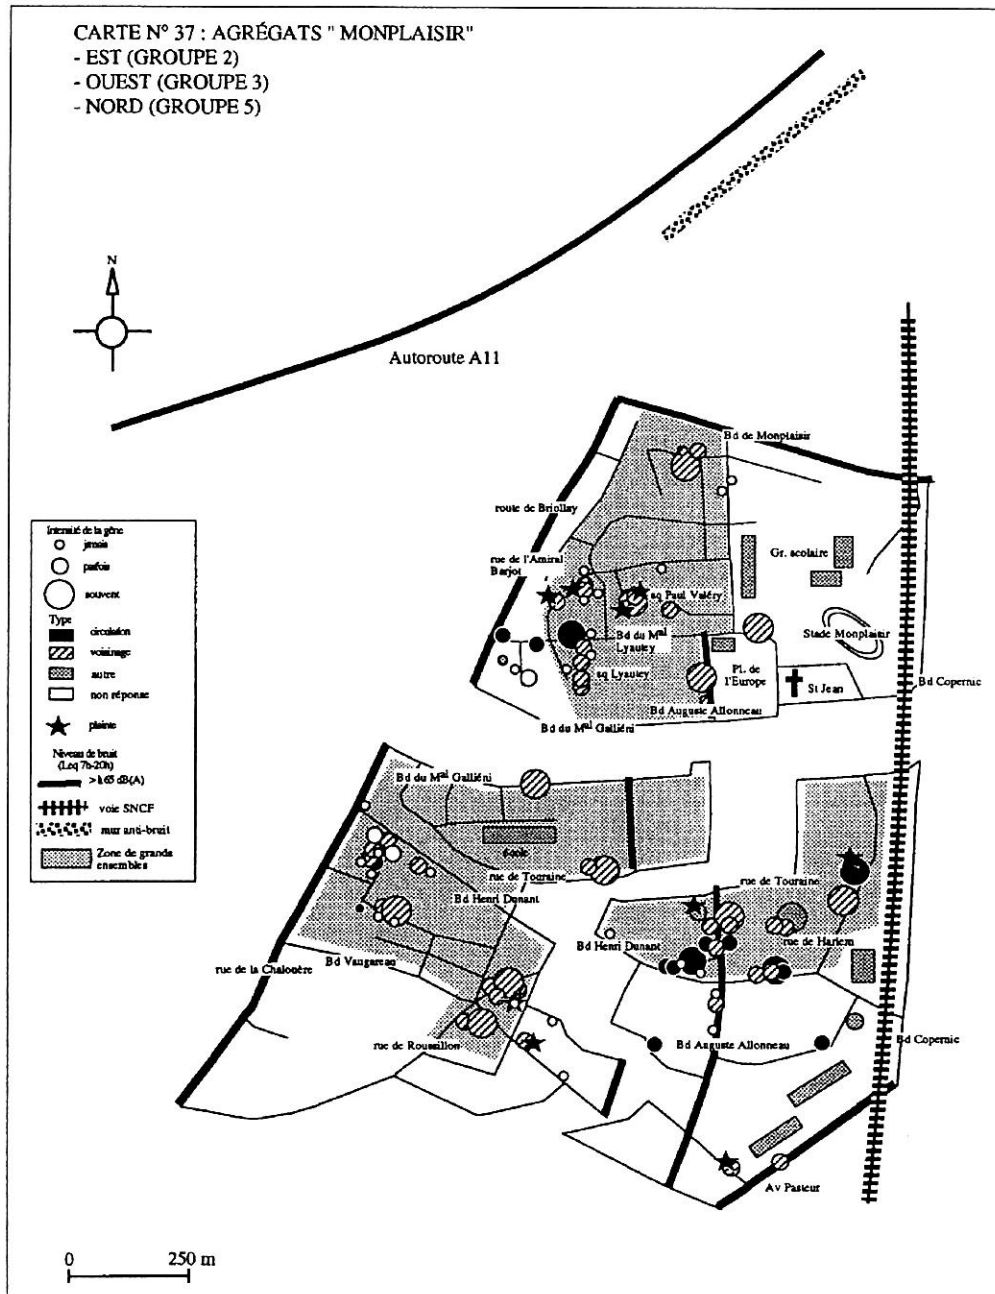 CARTE N° 37 : AGRÉGATS " MONPLAISIR"
- EST (GROUPE 2)
- OUEST (GROUPE 3)
- NORD (GROUPE 5)
N
Autoroute A11
Bd de Monplaisir
route de Briollay
Gr. scolaire
rue de l'Amiral
Barjot
sq Paul Valéry
Stade Monplaisir
Bd du Mal
Lyautey
sq Lyautey
Pl. de
l'Europe
St Jean
Bd Copernic
Bd Auguste Allonneau
Bd du Mal Galliéni
Intensité de la gêne
jamais
parfois
souvent
Type
circulation
voisinage
autre
non réponse
plainte
Niveaux de bruit
(Leq 7h-20h)
> à 65 dB(A)
voie SNCF
mur anti-bruit
Zone de grands
ensembles
Bd du Mal Galliéni
école
rue de Touraine
Bd Henri Dunant
rue de Touraine
Bd Henri Dunant
rue de Harlem
Bd Vaugareau
rue de la Chalouère
rue de Roussillon
Bd Auguste Allonneau
Bd Copernic
Av Pasteur
0 250 m